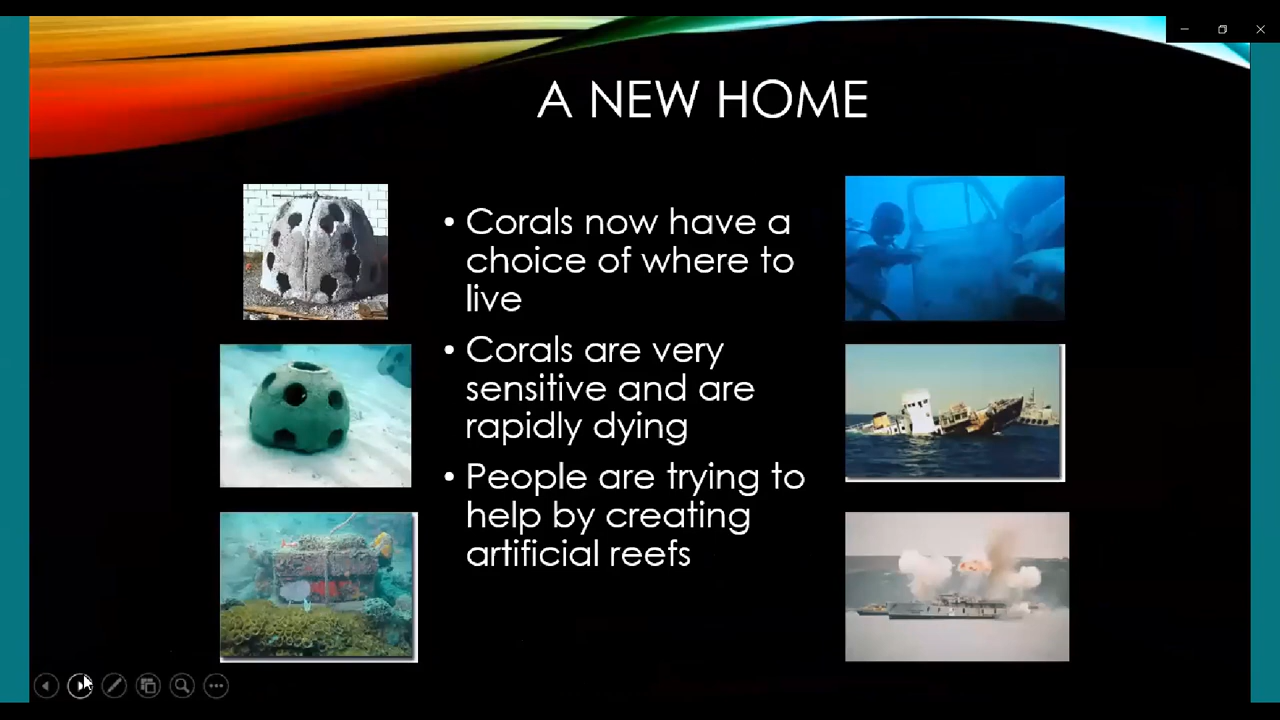 A NEW HOME
• Corals now have a
choice of where to
live
• Corals are very
sensitive and are
rapidly dying
• People are trying to
help by creating
artificial reefs